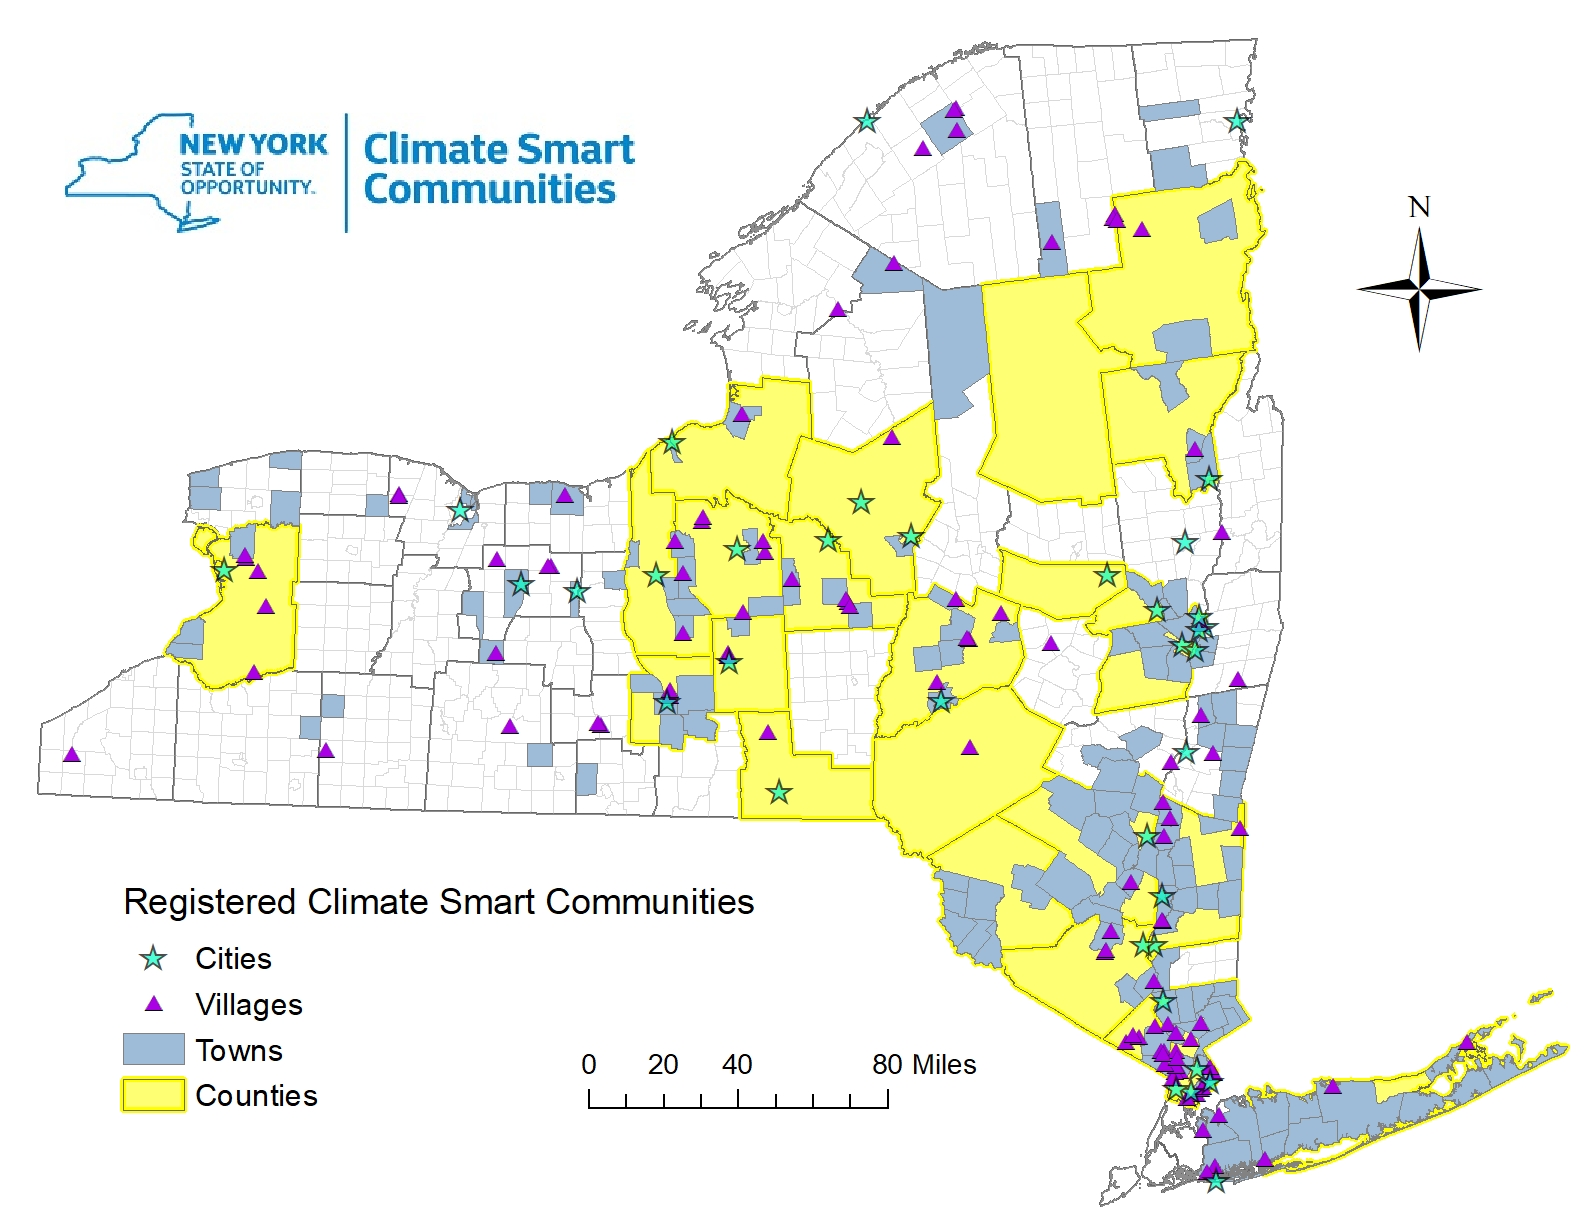 NEW YORK
STATE OF
OPPORTUNITY™
Climate Smart
Communities
N
Registered Climate Smart Communities
Cities
Villages
Towns
Counties
0 20 40 80 Miles